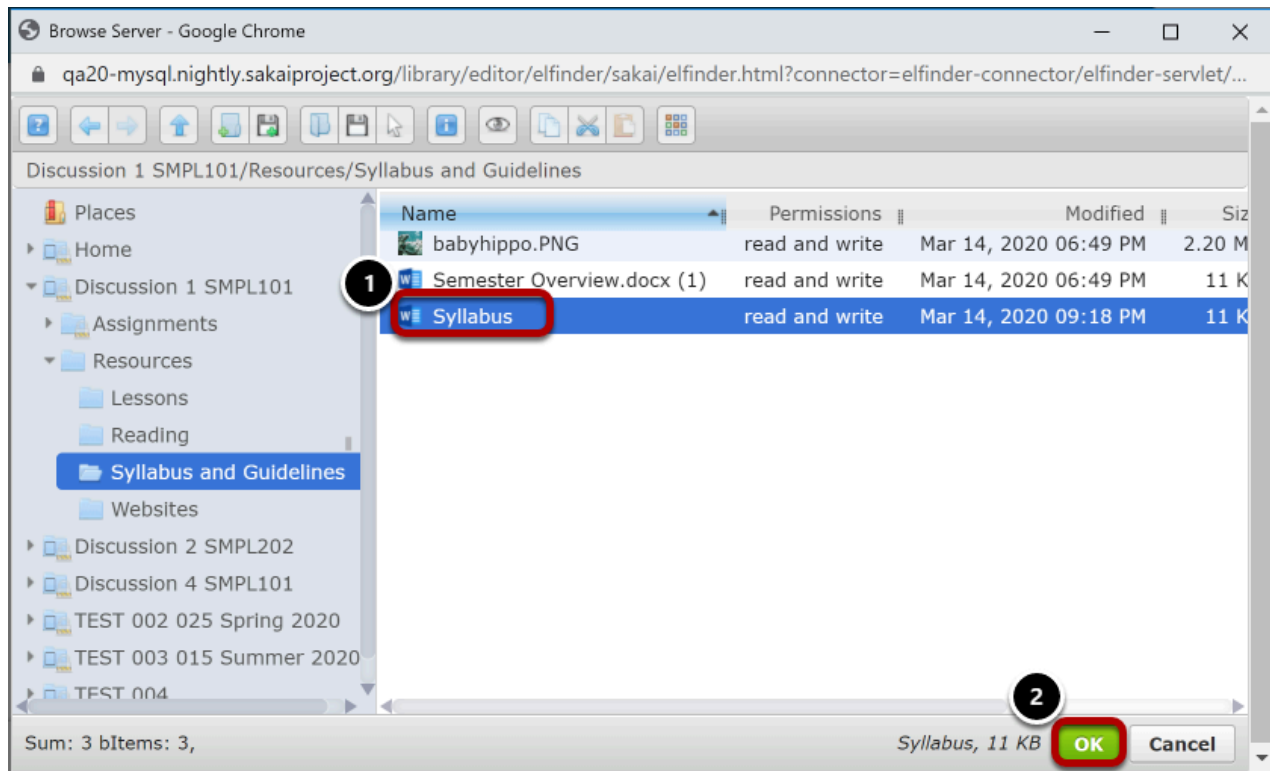 Browse Server - Google Chrome
qa20-mysql.nightly.sakaiproject.org/library/editor/elfinder/sakai/elfinder.html?connector=elfinder-connector/elfinder-servlet/...
Discussion 1 SMPL101/Resources/Syllabus and Guidelines
Places
Home
Discussion 1 SMPL101
Assignments
Resources
Lessons
Reading
Syllabus and Guidelines
Websites
Discussion 2 SMPL202
Discussion 4 SMPL101
TEST 002 025 Spring 2020
TEST 003 015 Summer 2020
TEST 004
Name Permissions Modified Siz
babyhippo.PNG read and write Mar 14, 2020 06:49 PM 2.20 M
1 Semester Overview.docx (1) read and write Mar 14, 2020 06:49 PM 11 K
Syllabus read and write Mar 14, 2020 09:18 PM 11 K
2
Sum: 3 bItems: 3, Syllabus, 11 KB OK Cancel